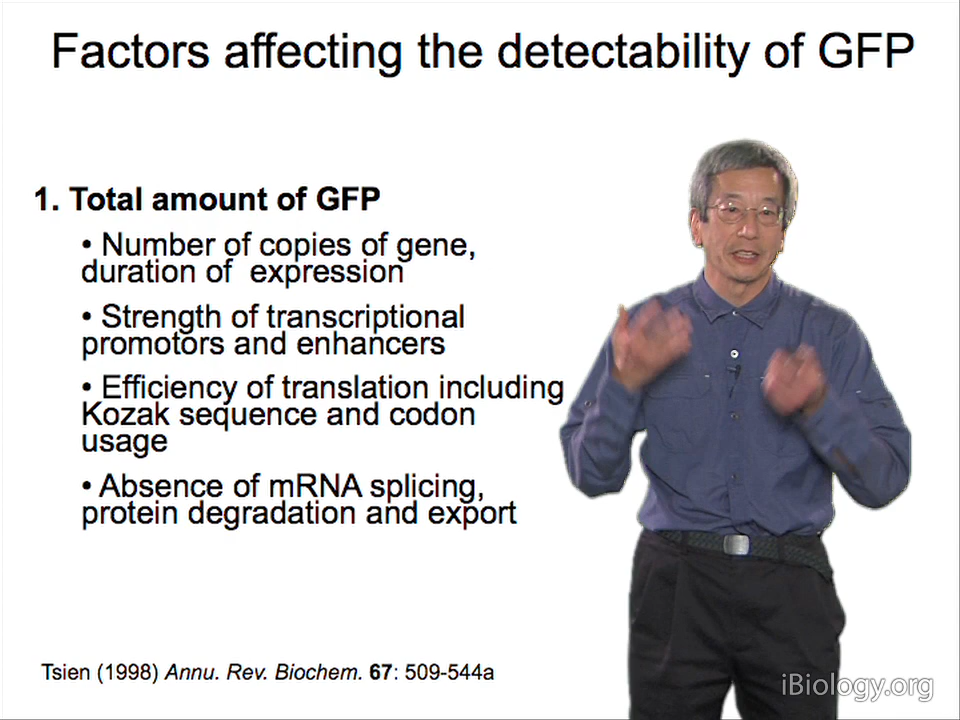 Factors affecting the detectability of GFP
1. Total amount of GFP
• Number of copies of gene,
duration of expression
• Strength of transcriptional
promotors and enhancers
• Efficiency of translation including
Kozak sequence and codon
usage
• Absence of mRNA splicing,
protein degradation and export
Tsien (1998) Annu. Rev. Biochem. 67: 509-544a
iBiology.org